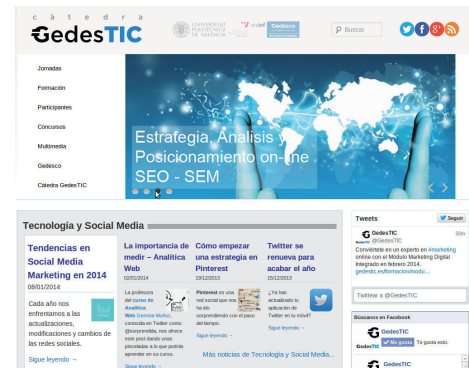 càtedra
GedesTIC
UNIVERSITAT
POLITÈCNICA
DE VALÈNCIA
Gedesco
Buscar
Jornadas
Formación
Participantes
Concursos
Multimedia
Gedesco
Cátedra GedesTIC
Estrategia, Analisis y
Posicionamiento on-line
SEO - SEM
Tecnología y Social Media
Tendencias en
Social Media
Marketing en 2014
08/01/2014
Cada año nos
enfrentamos a las
actualizaciones,
modificaciones y cambios de
las redes sociales.
Sigue leyendo →
La importancia de
medir – Analítica
Web
02/01/2014
La profesora
del curso de
Analítica
Web Gemma Muñoz,
conocida en Twitter como
@sorprendida, nos ofrece
este post dando unas
pinceladas a lo que podrás
aprender en su curso.
Sigue leyendo →
Cómo empezar
una estrategia en
Pinterest
19/12/2013
Pinterest es una
red social que nos
ha ido
sorprendiendo con el paso
del tiempo.
Sigue leyendo →
Twitter se
renueva para
acabar el año
15/12/2013
¿Ya has
actualizado tu
aplicación de
Twitter en tu móvil?
Sigue leyendo →
Más noticias de Tecnología y Social Media...
Tweets
Seguir
GedesTIC
32m
@GedesTIC
Conviértete en un experto en #marketing
online con el Módulo Marketing Digital
Integrado en febrero 2014.
gedestic.es/formacion/modu...
Twittear a @GedesTIC
Búscanos en Facebook
GedesTIC
Me gusta
Te gusta esto.
GedesTIC